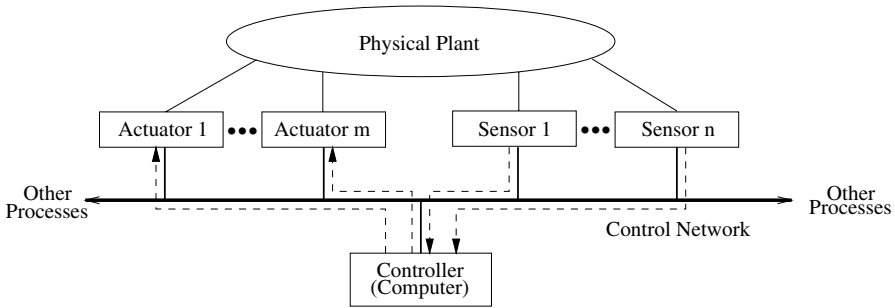 Physical Plant
Actuator 1
Actuator m
Sensor 1
Sensor n
Other
Processes
Other
Processes
Control Network
Controller
(Computer)